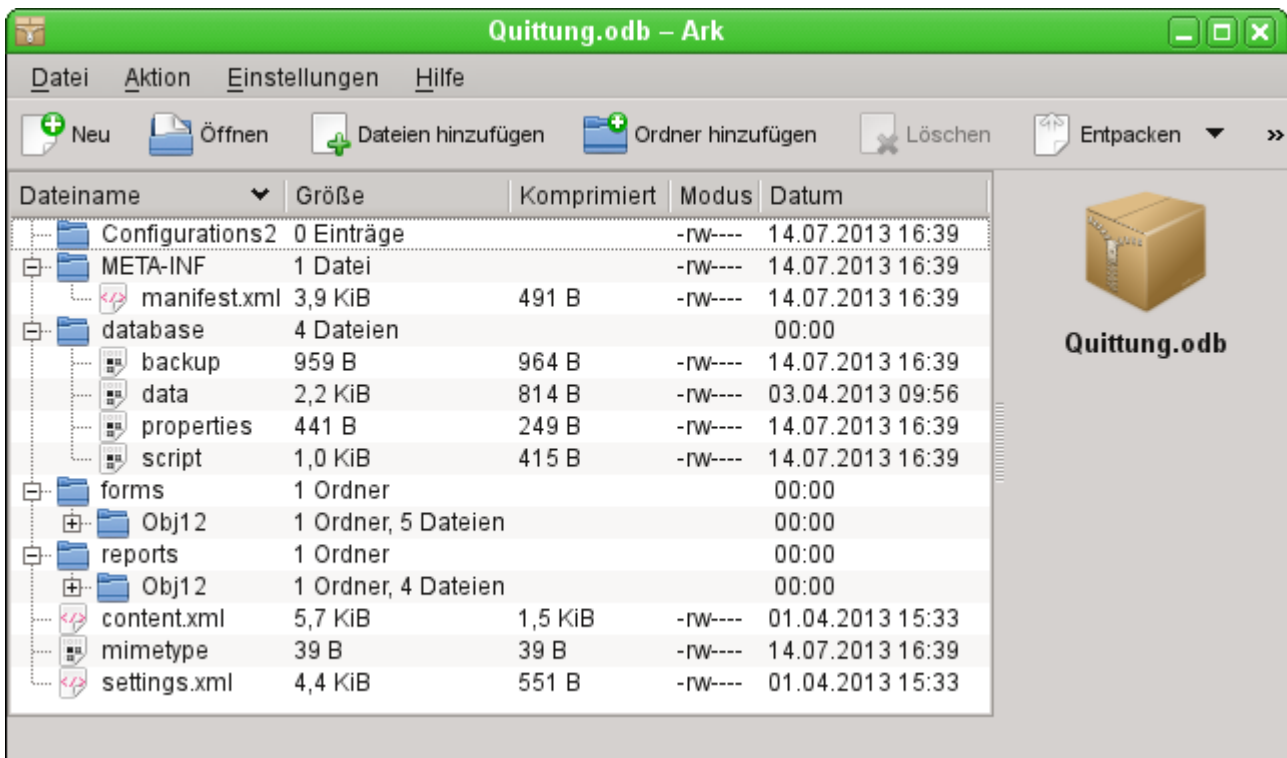 Quittung.odb – Ark
Datei Aktion Einstellungen Hilfe
Neu Öffnen Dateien hinzufügen Ordner hinzufügen Löschen Entpacken »
Dateiname Größe Komprimiert Modus Datum
Configurations2 0 Einträge -rw---- 14.07.2013 16:39
META-INF 1 Datei -rw---- 14.07.2013 16:39
manifest.xml 3,9 KiB 491 B -rw---- 14.07.2013 16:39
database 4 Dateien 00:00
backup 959 B 964 B -rw---- 14.07.2013 16:39
data 2,2 KiB 814 B -rw---- 03.04.2013 09:56
properties 441 B 249 B -rw---- 14.07.2013 16:39
script 1,0 KiB 415 B -rw---- 14.07.2013 16:39
forms 1 Ordner 00:00
Obj12 1 Ordner, 5 Dateien 00:00
reports 1 Ordner 00:00
Obj12 1 Ordner, 4 Dateien 00:00
content.xml 5,7 KiB 1,5 KiB -rw---- 01.04.2013 15:33
mimetype 39 B 39 B -rw---- 14.07.2013 16:39
settings.xml 4,4 KiB 551 B -rw---- 01.04.2013 15:33
Quittung.odb